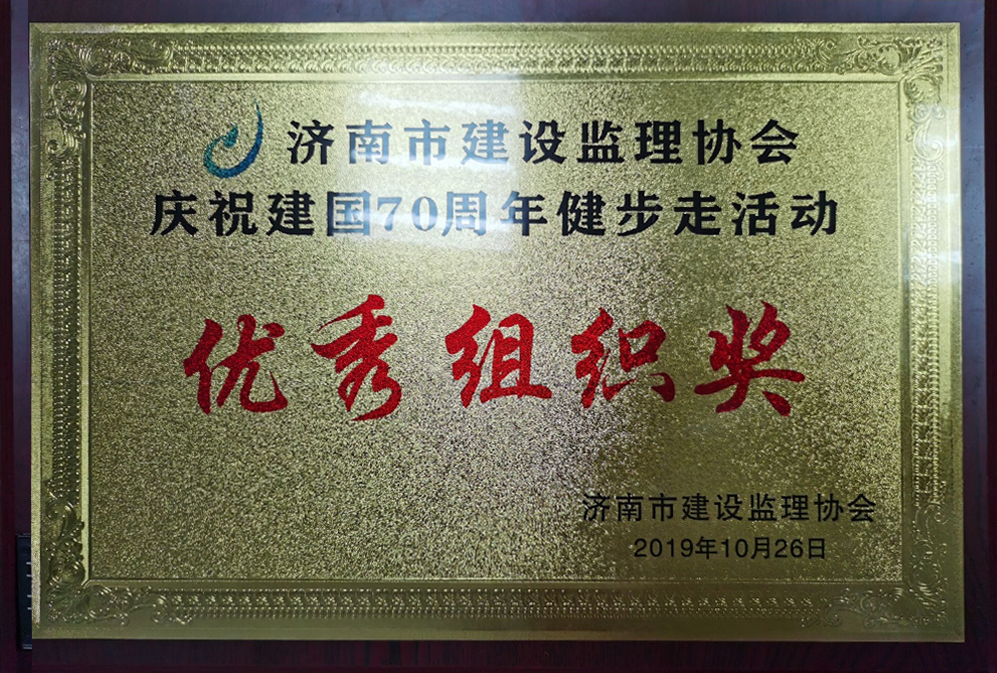 济南市建设监理协会
庆祝建国70周年健步走活动
优秀组织奖
济南市建设监理协会
2019年10月26日